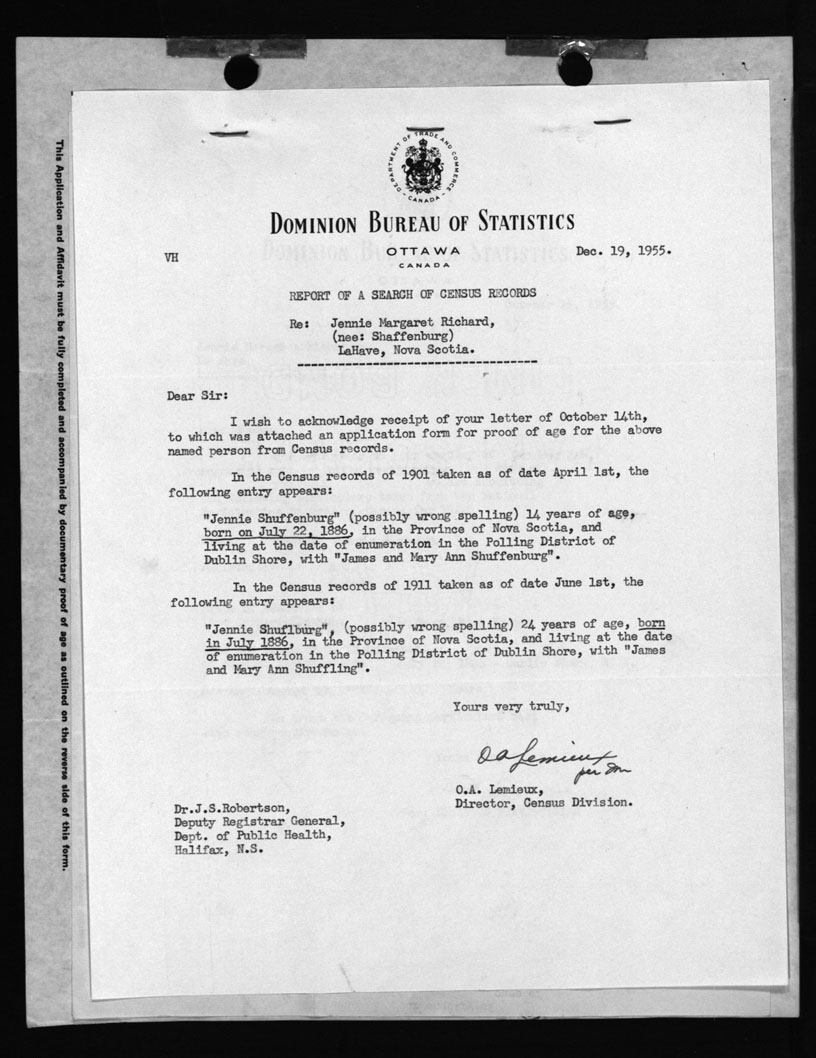 DEPARTMENT OF TRADE AND COMMERCE
CANADA
DOMINION BUREAU OF STATISTICS
OTTAWA
CANADA
VH
Dec. 19, 1955.
REPORT OF A SEARCH OF CENSUS RECORDS
Re: Jennie Margaret Richard,
(nee: Shaffenburg)
LaHave, Nova Scotia.
Dear Sir:
I wish to acknowledge receipt of your letter of October 14th,
to which was attached an application form for proof of age for the above
named person from Census records.
In the Census records of 1901 taken as of date April 1st, the
following entry appears:
"Jennie Shuffenburg" (possibly wrong spelling) 14 years of age,
born on July 22, 1886, in the Province of Nova Scotia, and
living at the date of enumeration in the Polling District of
Dublin Shore, with "James and Mary Ann Shuffenburg".
In the Census records of 1911 taken as of date June 1st, the
following entry appears:
"Jennie Shuflburg", (possibly wrong spelling) 24 years of age, born
in July 1886, in the Province of Nova Scotia, and living at the date
of enumeration in the Polling District of Dublin Shore, with "James
and Mary Ann Shuffling".
Yours very truly,
O A Lemieux
per
O.A. Lemieux,
Director, Census Division.
Dr.J.S.Robertson,
Deputy Registrar General,
Dept. of Public Health,
Halifax, N.S.
This Application and Affidavit must be fully completed and accompanied by documentary proof of age as outlined on the reverse side of this form.